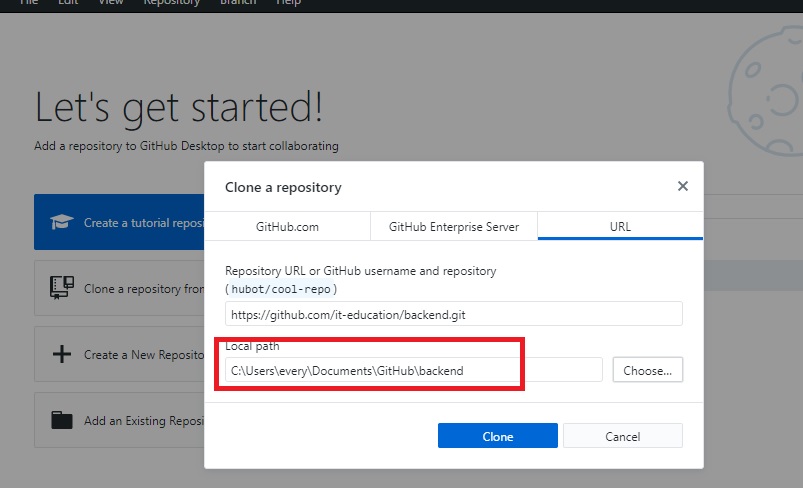 File Edit View Repository Branch Help
Let's get started!
Add a repository to GitHub Desktop to start collaborating
Create a tutorial reposi
Clone a repository from
Create a New Reposito
Add an Existing Reposi
Clone a repository
GitHub.com
GitHub Enterprise Server
URL
Repository URL or GitHub username and repository
(hubot/cool-repo)
https://github.com/it-education/backend.git
Local path
C:\Users\every\Documents\GitHub\backend
Choose...
Clone
Cancel